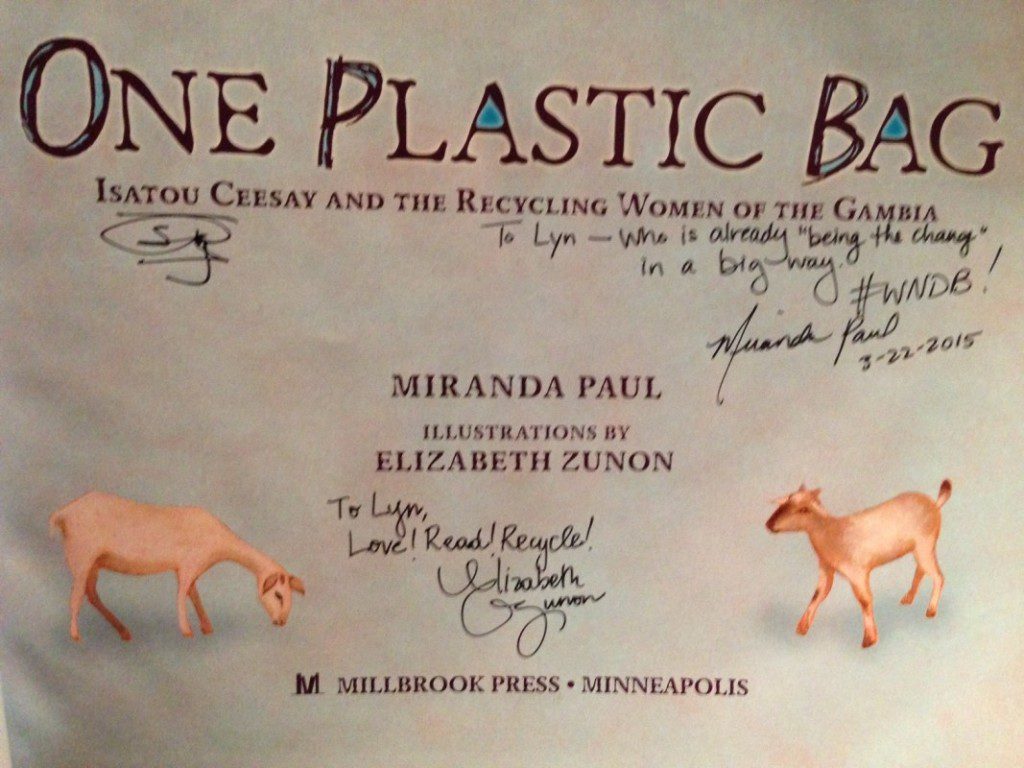 ONE PLASTIC BAG
ISATOU CEESAY AND THE RECYCLING WOMEN OF THE GAMBIA
To Lyn – Who is already "being the change"
in a big way.
#WNDB!
Miranda Paul
3-22-2015
MIRANDA PAUL
ILLUSTRATIONS BY
ELIZABETH ZUNON
To Lyn,
Love! Read! Recycle!
Elizabeth
Zunon
M MILLBROOK PRESS • MINNEAPOLIS